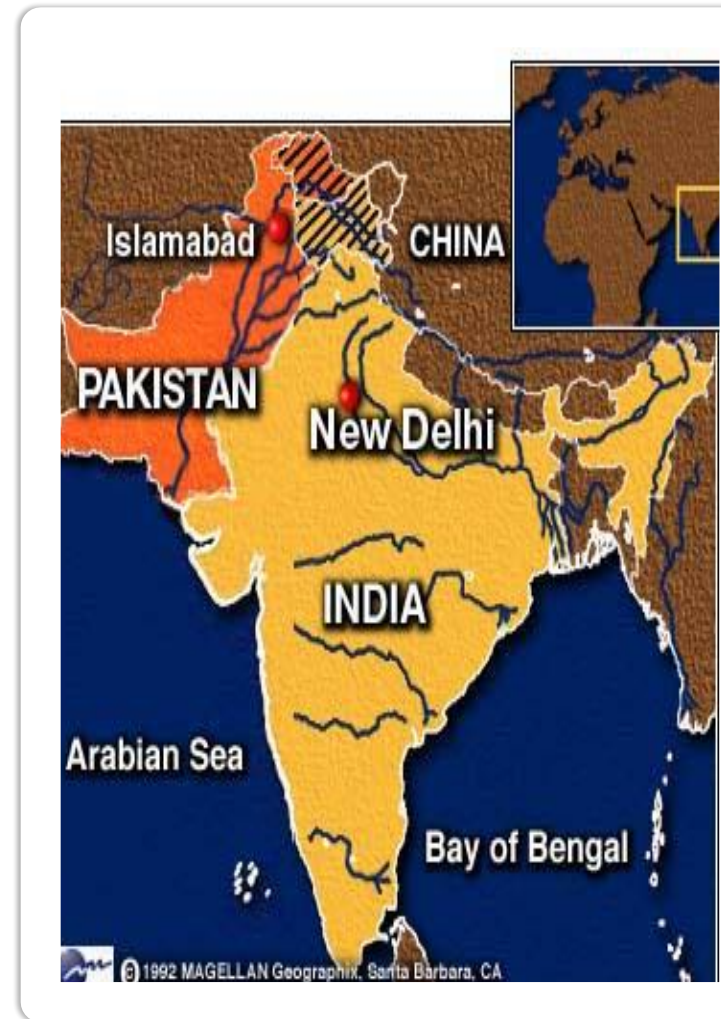 Islamabad
CHINA
PAKISTAN
New Delhi
INDIA
Arabian Sea
Bay of Bengal
© 1992 MAGELLAN Geographix, Santa Barbara, CA